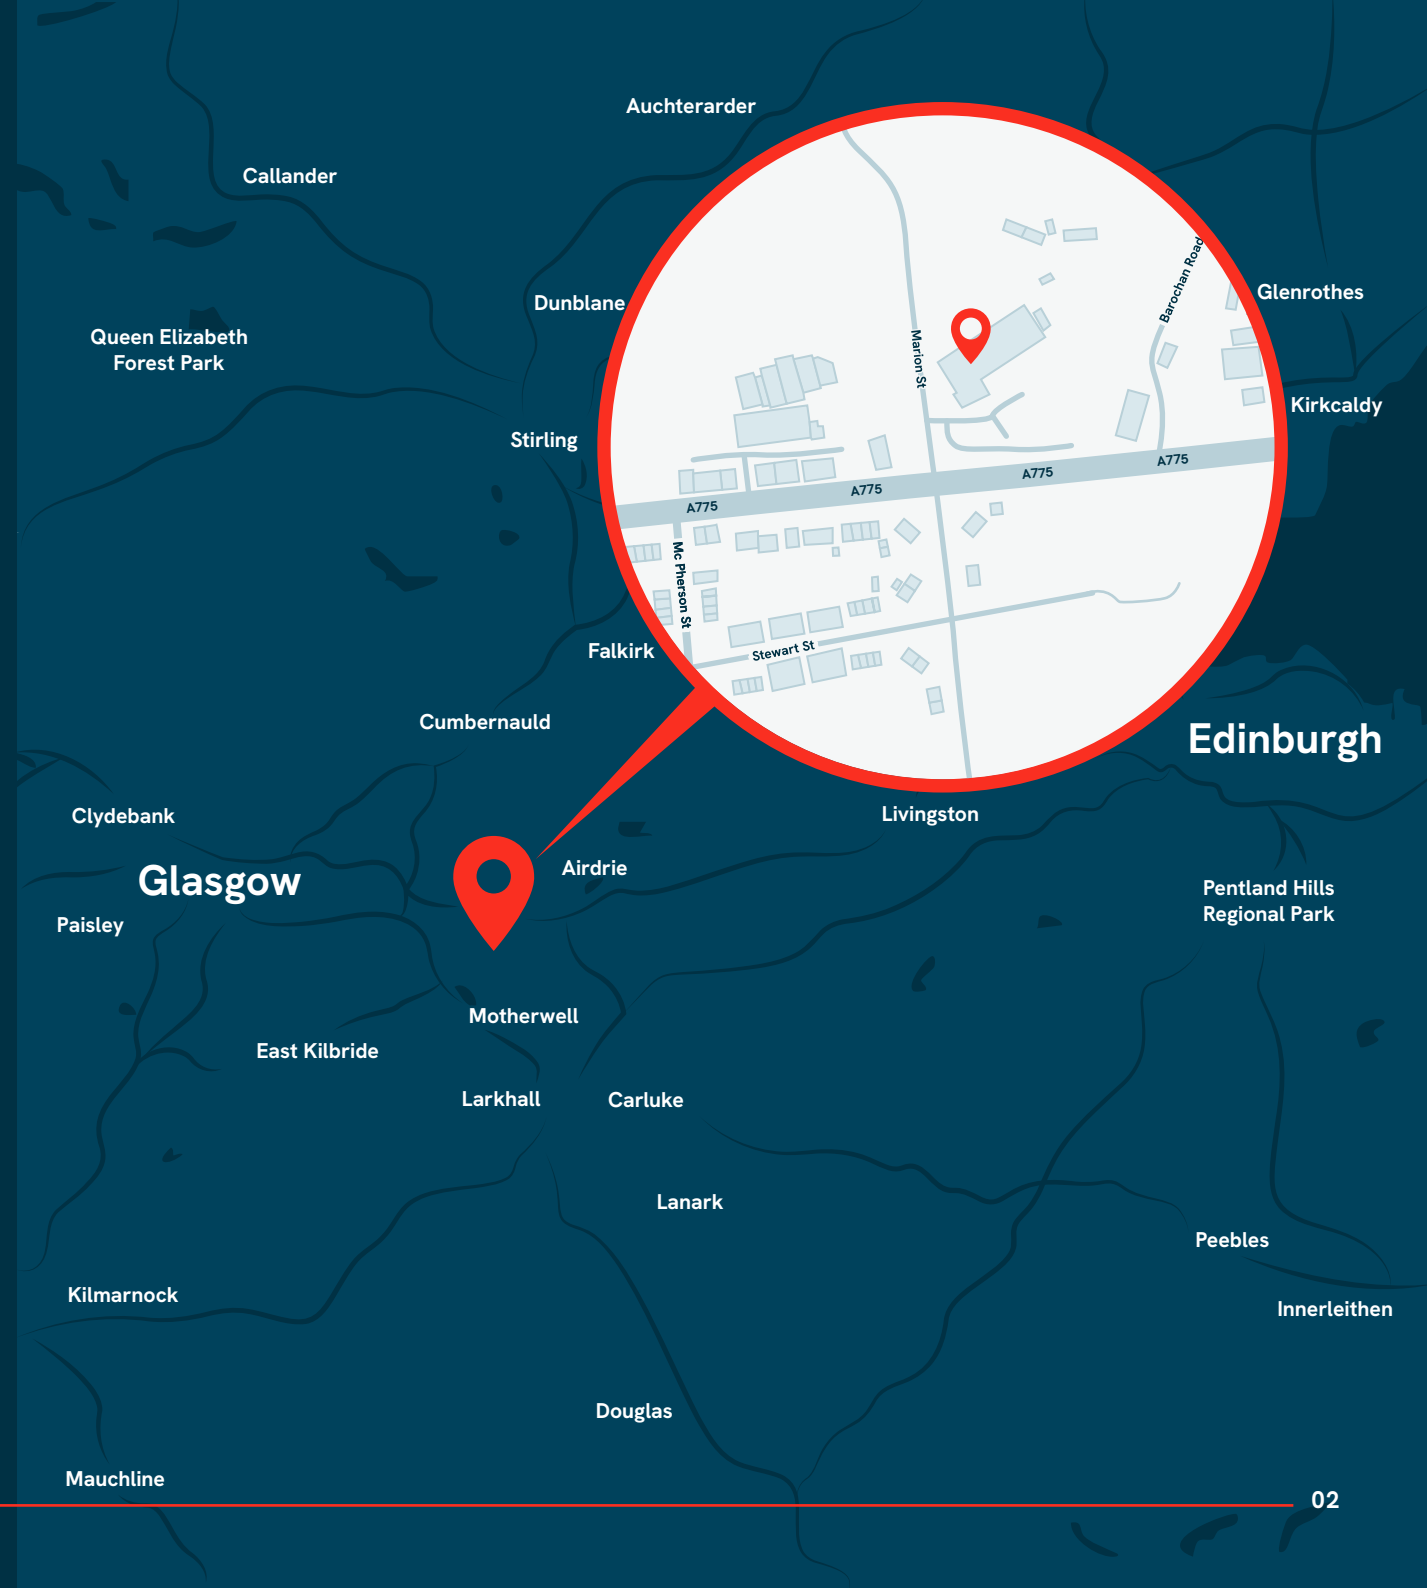 Auchterarder
Callander
Dunblane
Queen Elizabeth
Forest Park
Barochan Road
Glenrothes
Marion St
Kirkcaldy
Stirling
A775
A775
A775
A775
Mc Pherson St
Stewart St
Falkirk
Cumbernauld
Edinburgh
Clydebank
Livingston
Airdrie
Glasgow
Pentland Hills
Regional Park
Paisley
Motherwell
East Kilbride
Larkhall
Carluke
Lanark
Peebles
Kilmarnock
Innerleithen
Douglas
Mauchline
02